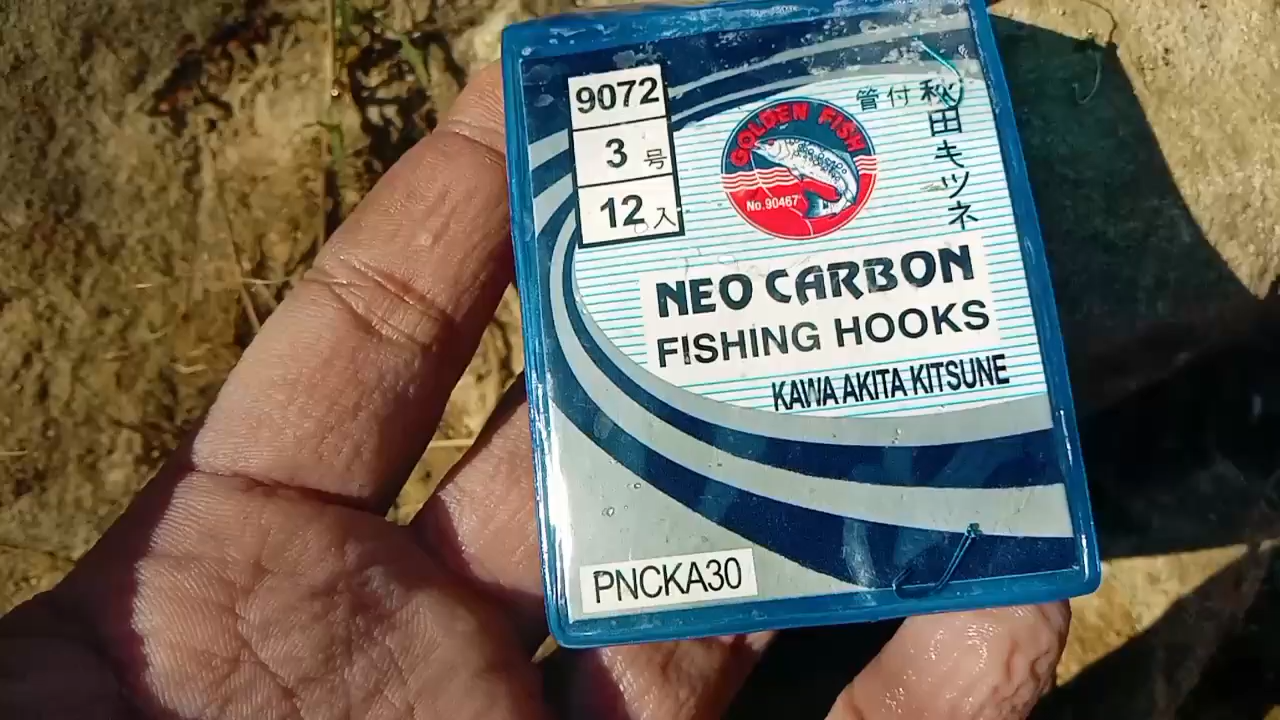 9072
3 号
12 入
GOLDEN FISH
No.90467
管付
秋田キツネ
NEO CARBON
FISHING HOOKS
KAWA AKITA KITSUNE
PNCKA30